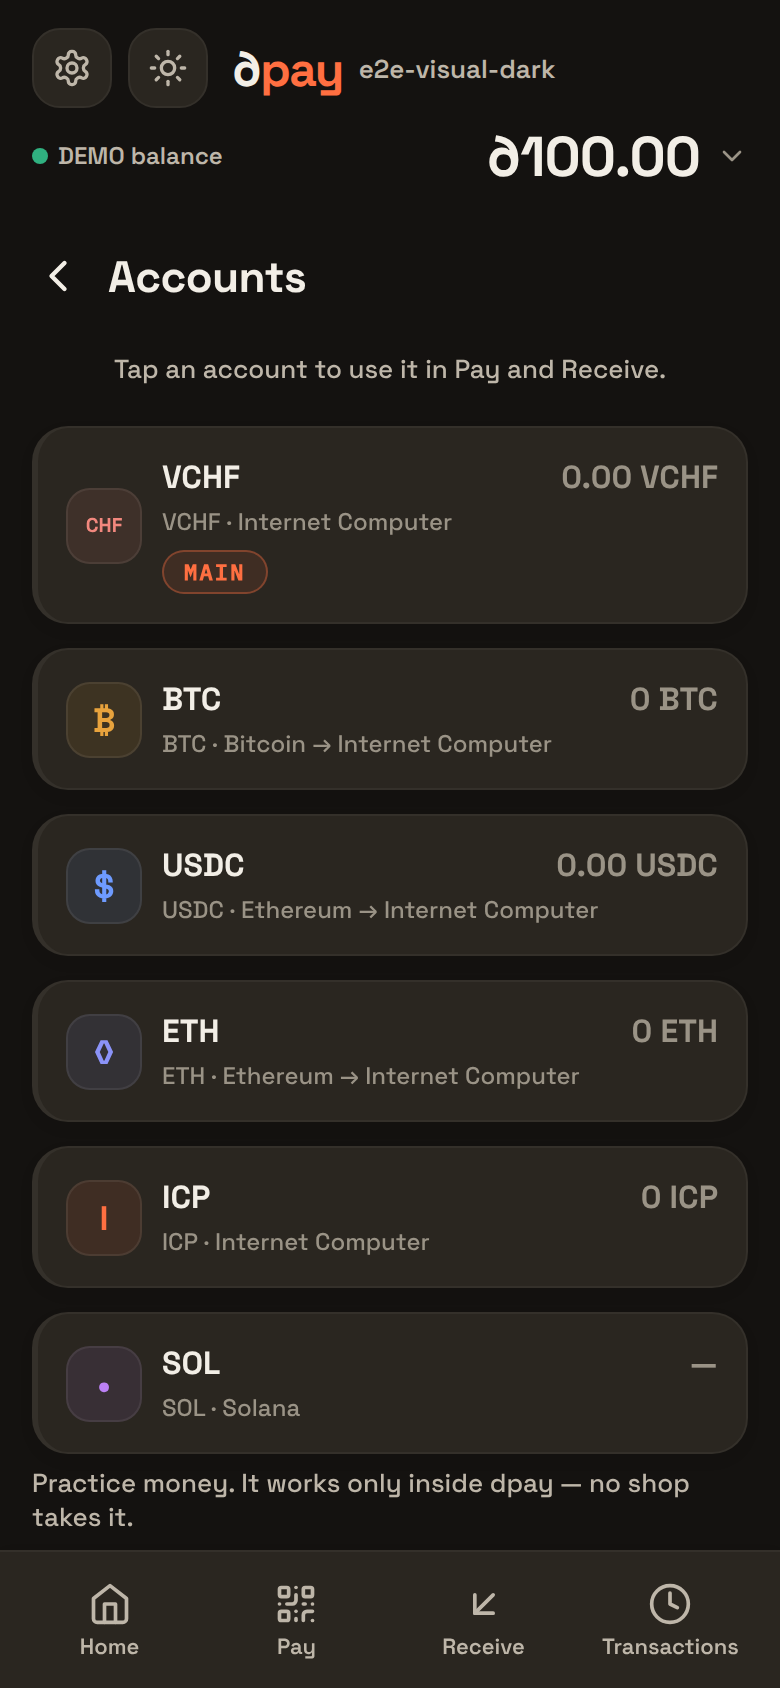 ∂pay e2e-visual-dark
DEMO balance
∂100.00
Accounts
Tap an account to use it in Pay and Receive.
CHF
VCHF
0.00 VCHF
VCHF · Internet Computer
MAIN
₿
BTC
0 BTC
BTC · Bitcoin → Internet Computer
$
USDC
0.00 USDC
USDC · Ethereum → Internet Computer
ETH
0 ETH
ETH · Ethereum → Internet Computer
I
ICP
0 ICP
ICP · Internet Computer
SOL
—
SOL · Solana
Practice money. It works only inside dpay — no shop
takes it.
Home
Pay
Receive
Transactions